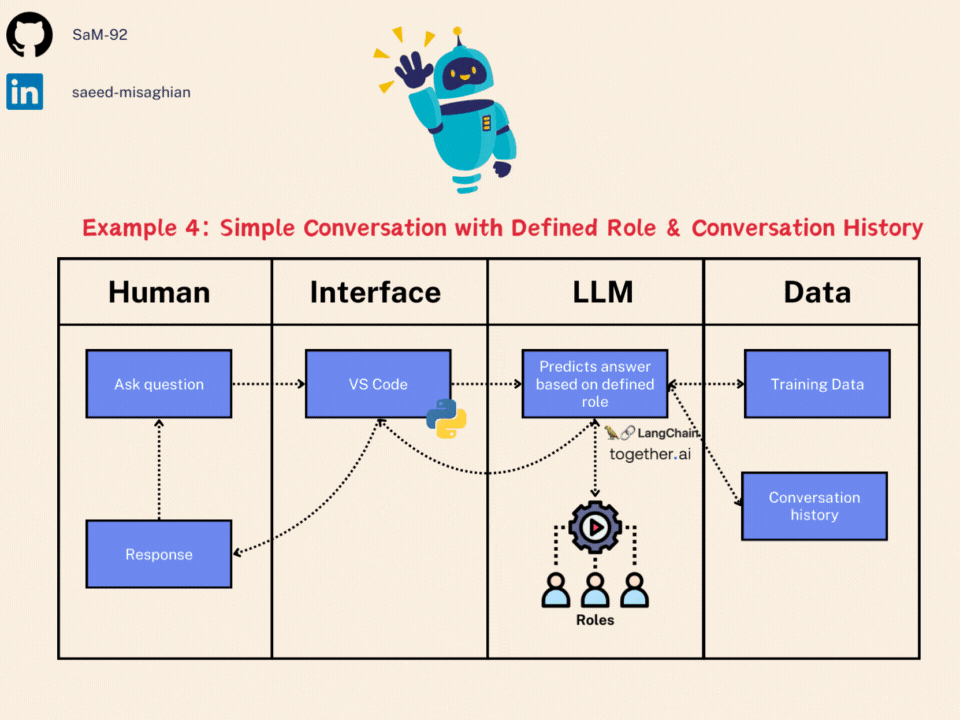 SaM-92
in
saeed-misaghian
Example 4: Simple Conversation with Defined Role & Conversation History
Human
Interface
LLM
Data
Ask question
VS Code
Predicts answer
based on defined
role
Training Data
LangChain
together.ai
Conversation
history
Response
Roles